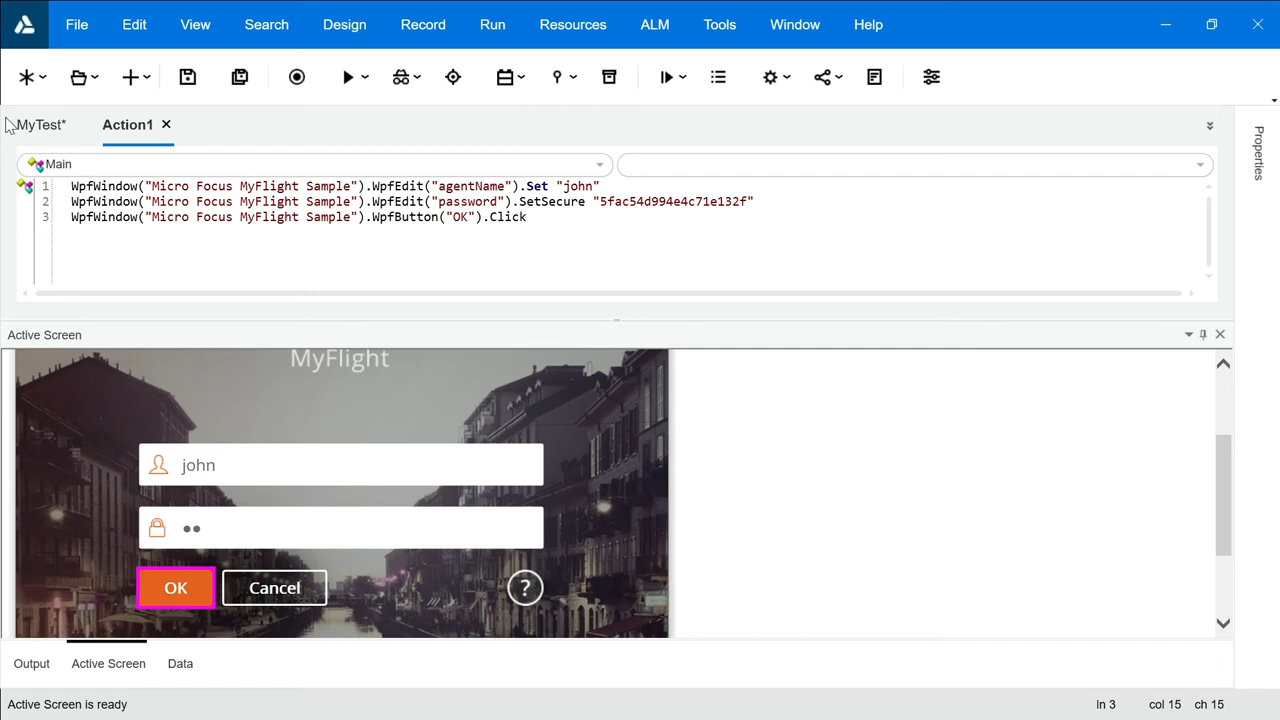 File Edit View Search Design Record Run Resources ALM Tools Window Help
MyTest* Action1
Properties
Main
1 WpfWindow("Micro Focus MyFlight Sample").WpfEdit("agentName").Set "john"
2 WpfWindow("Micro Focus MyFlight Sample").WpfEdit("password").SetSecure "5fac54d994e4c71e132f"
3 WpfWindow("Micro Focus MyFlight Sample").WpfButton("OK").Click
Active Screen
MyFlight
john
OK Cancel ?
Output Active Screen Data
Active Screen is ready ln 3 col 15 ch 15